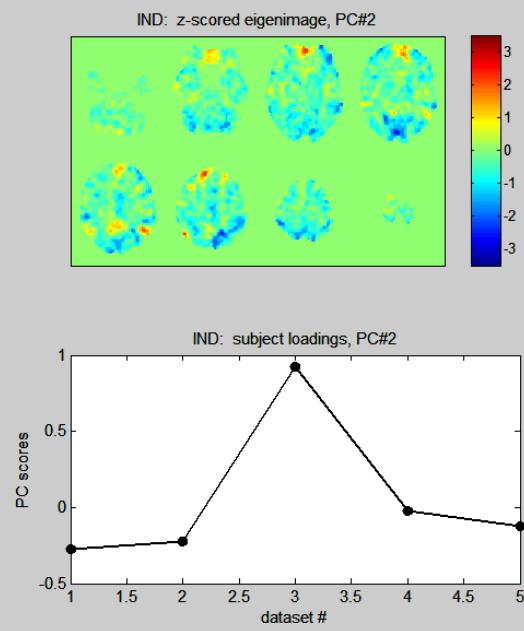 IND: z-scored eigenimage, PC#2
3
2
1
0
-1
-2
-3
IND: subject loadings, PC#2
1
0.5
0
-0.5
PC scores
1 1.5 2 2.5 3 3.5 4 4.5 5
dataset #